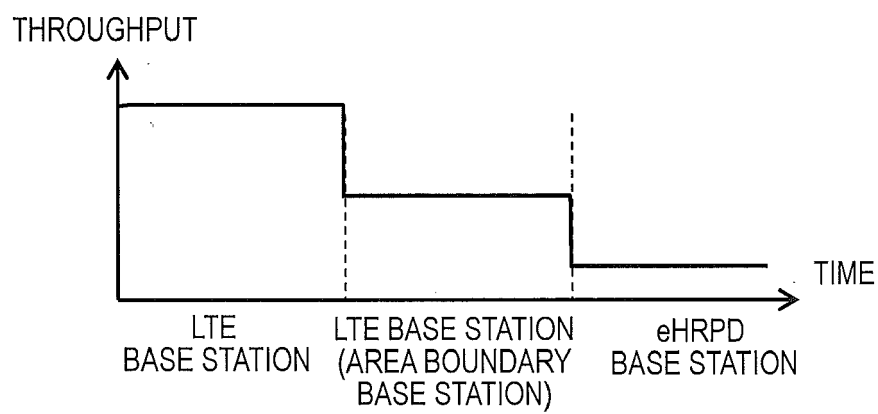 THROUGHPUT
TIME
LTE
BASE STATION
LTE BASE STATION
(AREA BOUNDARY
BASE STATION)
eHRPD
BASE STATION